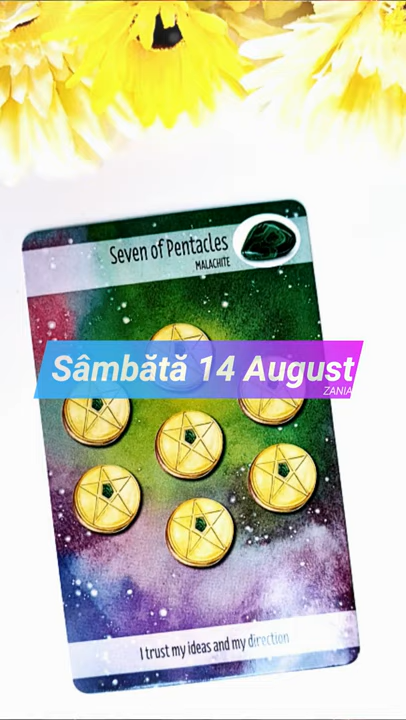 Seven of Pentacles
MALACHITE
Sâmbătă 14 August
ZANIA
I trust my ideas and my direction